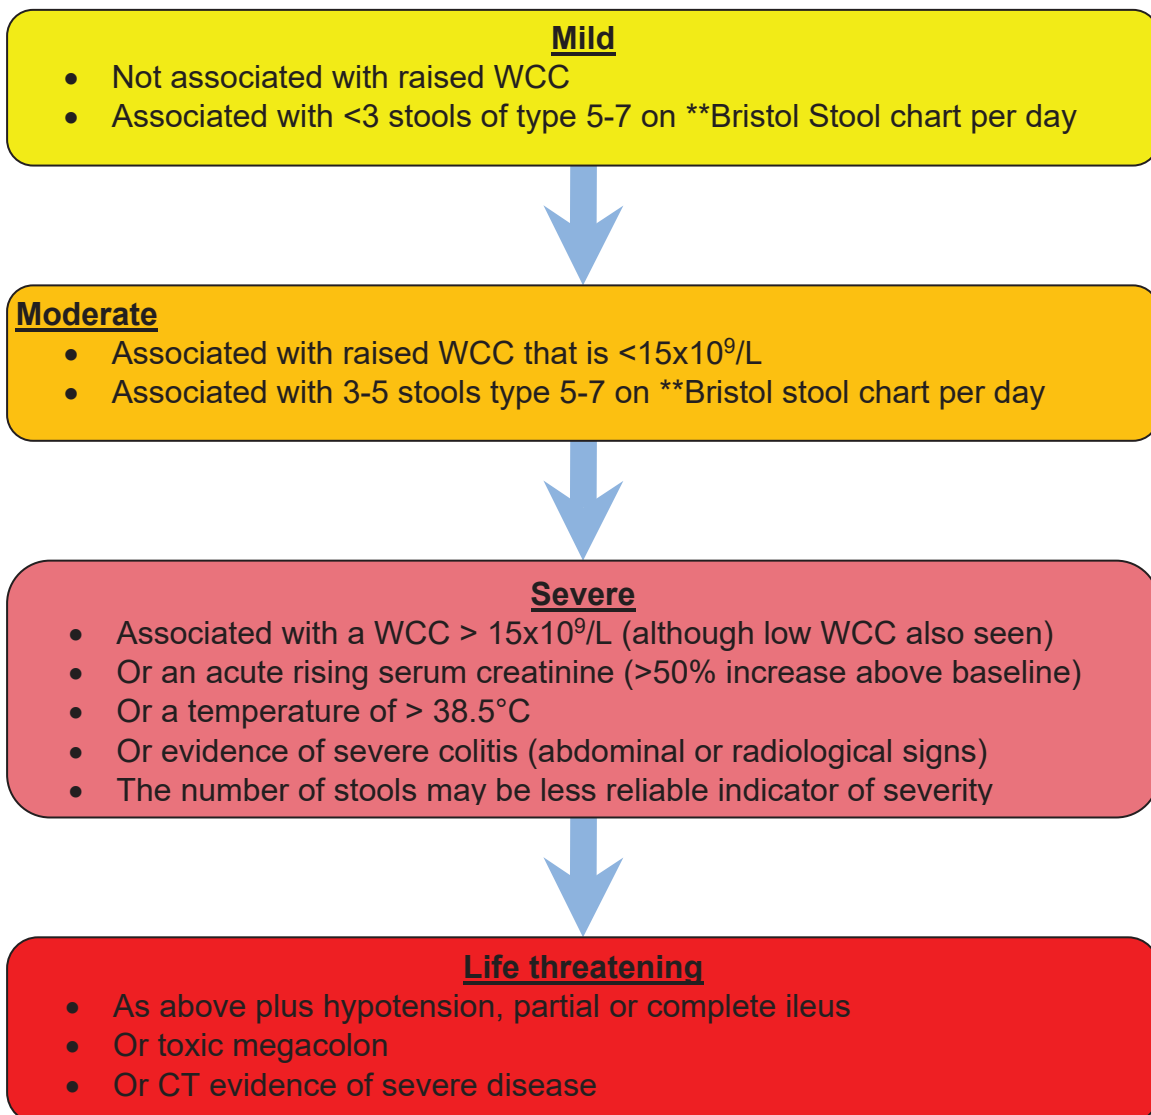 Mild
• Not associated with raised WCC
• Associated with <3 stools of type 5-7 on **Bristol Stool chart per day
Moderate
• Associated with raised WCC that is <15x10⁹/L
• Associated with 3-5 stools type 5-7 on **Bristol stool chart per day
Severe
• Associated with a WCC > 15x10⁹/L (although low WCC also seen)
• Or an acute rising serum creatinine (>50% increase above baseline)
• Or a temperature of > 38.5°C
• Or evidence of severe colitis (abdominal or radiological signs)
• The number of stools may be less reliable indicator of severity
Life threatening
• As above plus hypotension, partial or complete ileus
• Or toxic megacolon
• Or CT evidence of severe disease